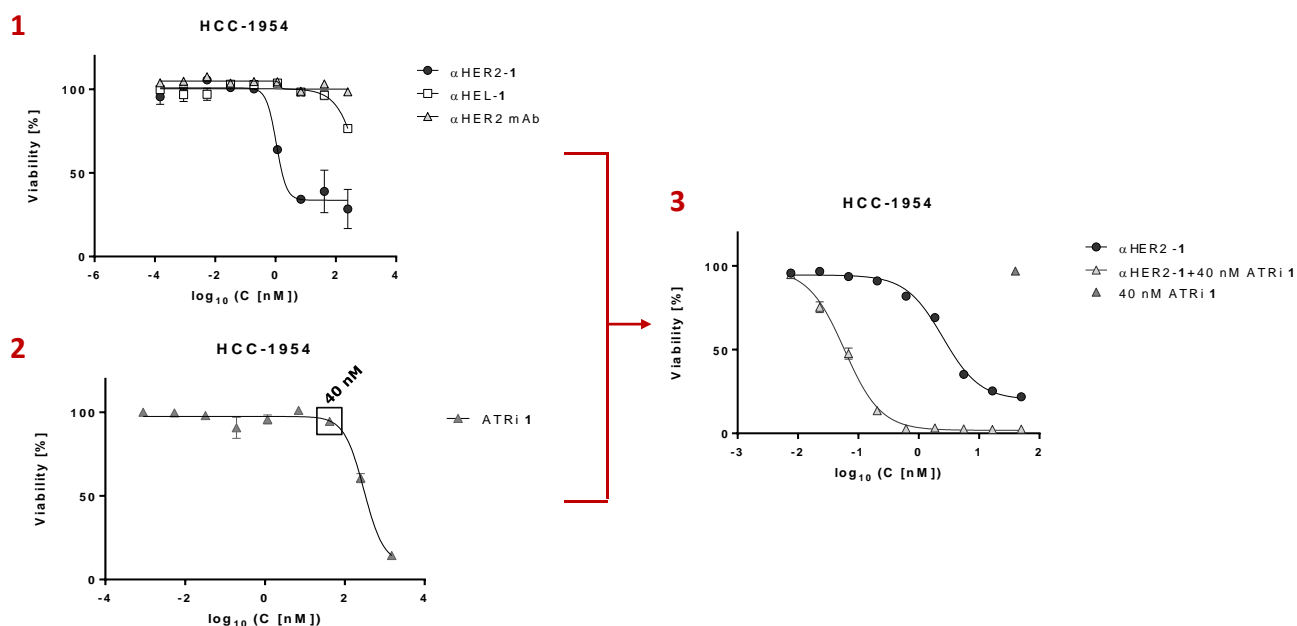 1
HCC-1954
Viability [%]
100
50
0
-6 -4 -2 0 2 4
log10 (C [nM])
αHER2-1
αHEL-1
αHER2 mAb
2
HCC-1954
40 nM
Viability [%]
100
50
0
-4 -2 0 2 4
log10 (C [nM])
ATRi 1
3
HCC-1954
Viability [%]
100
50
0
-3 -2 -1 0 1 2
log10 (C [nM])
αHER2 -1
αHER2-1+40 nM ATRi 1
40 nM ATRi 1